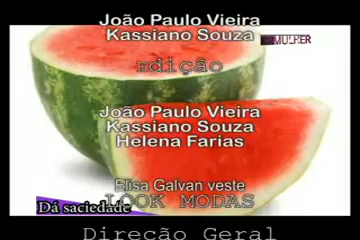 João Paulo Vieira
Kassiano Souza
MULHER
Edição
João Paulo Vieira
Kassiano Souza
Helena Farias
Elisa Galvan veste
LOOK MODAS
Dá saciedade
Direção Geral